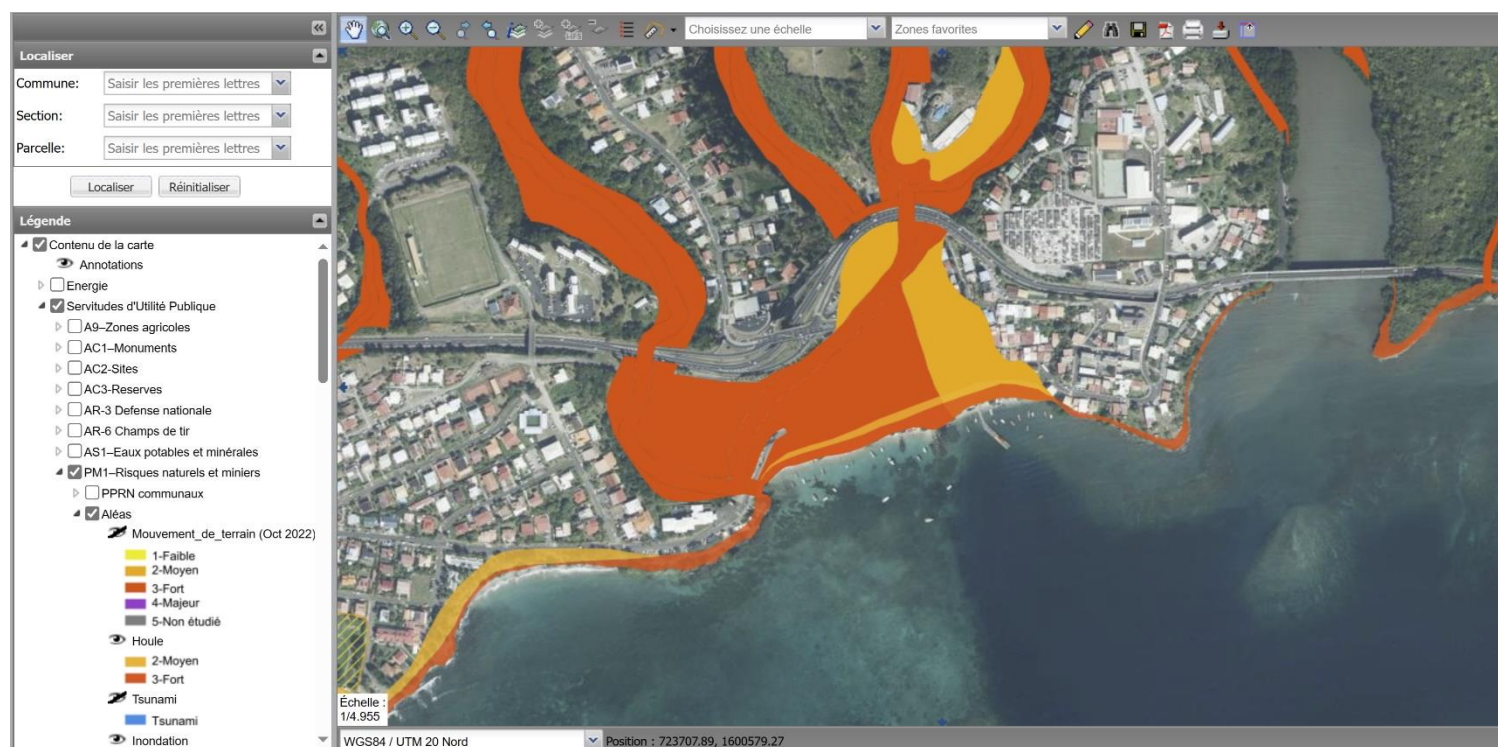 Choisissez une échelle
Zones favorites
Localiser
Commune:
Saisir les premières lettres
Section:
Saisir les premières lettres
Parcelle:
Saisir les premières lettres
Localiser
Réinitialiser
Légende
Contenu de la carte
Annotations
Energie
Servitudes d'Utilité Publique
A9–Zones agricoles
AC1–Monuments
AC2-Sites
AC3-Reserves
AR-3 Defense nationale
AR-6 Champs de tir
AS1–Eaux potables et minérales
PM1–Risques naturels et miniers
PPRN communaux
Aléas
Mouvement_de_terrain (Oct 2022)
1-Faible
2-Moyen
3-Fort
4-Majeur
5-Non étudié
Houle
2-Moyen
3-Fort
Tsunami
Tsunami
Inondation
Échelle :
1/4.955
WGS84 / UTM 20 Nord
Position : 723707.89, 1600579.27